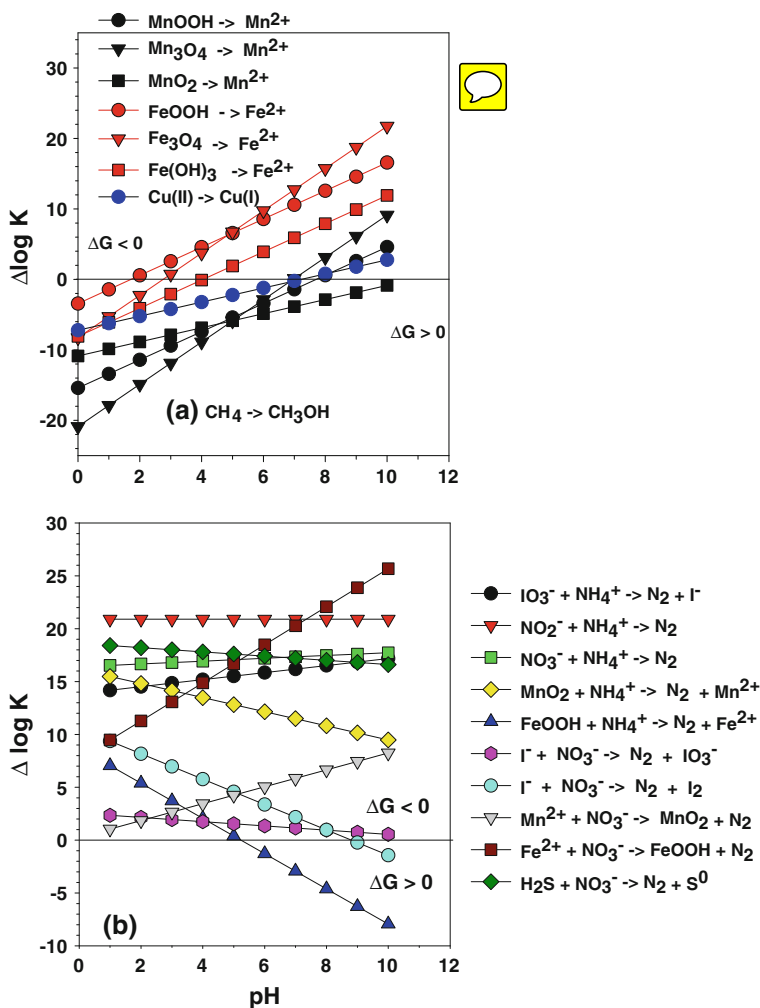 MnOOH -> Mn2+
Mn3O4 -> Mn2+
MnO2 -> Mn2+
FeOOH -> Fe2+
Fe3O4 -> Fe2+
Fe(OH)3 -> Fe2+
Cu(II) -> Cu(I)
30
20
10
0
-10
-20
Δlog K
ΔG < 0
ΔG > 0
(a) CH4 -> CH3OH
0 2 4 6 8 10 12
30
25
20
15
10
5
0
-5
-10
Δ log K
ΔG < 0
ΔG > 0
(b)
0 2 4 6 8 10 12
pH
IO3- + NH4+ -> N2 + I-
NO2- + NH4+ -> N2
NO3- + NH4+ -> N2
MnO2 + NH4+ -> N2 + Mn2+
FeOOH + NH4+ -> N2 + Fe2+
I- + NO3- -> N2 + IO3-
I- + NO3- -> N2 + I2
Mn2+ + NO3- -> MnO2 + N2
Fe2+ + NO3- -> FeOOH + N2
H2S + NO3- -> N2 + S0